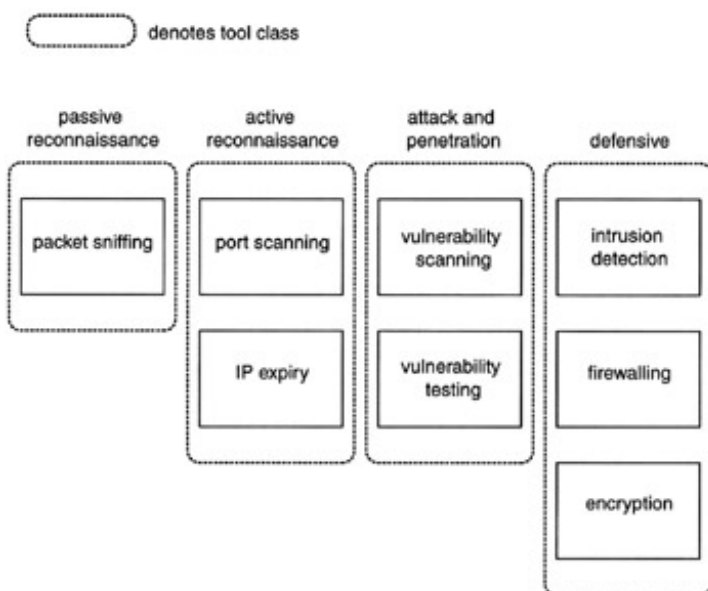 denotes tool class
passive
reconnaissance
active
reconnaissance
attack and
penetration
defensive
packet sniffing
port scanning
vulnerability
scanning
intrusion
detection
IP expiry
vulnerability
testing
firewalling
encryption